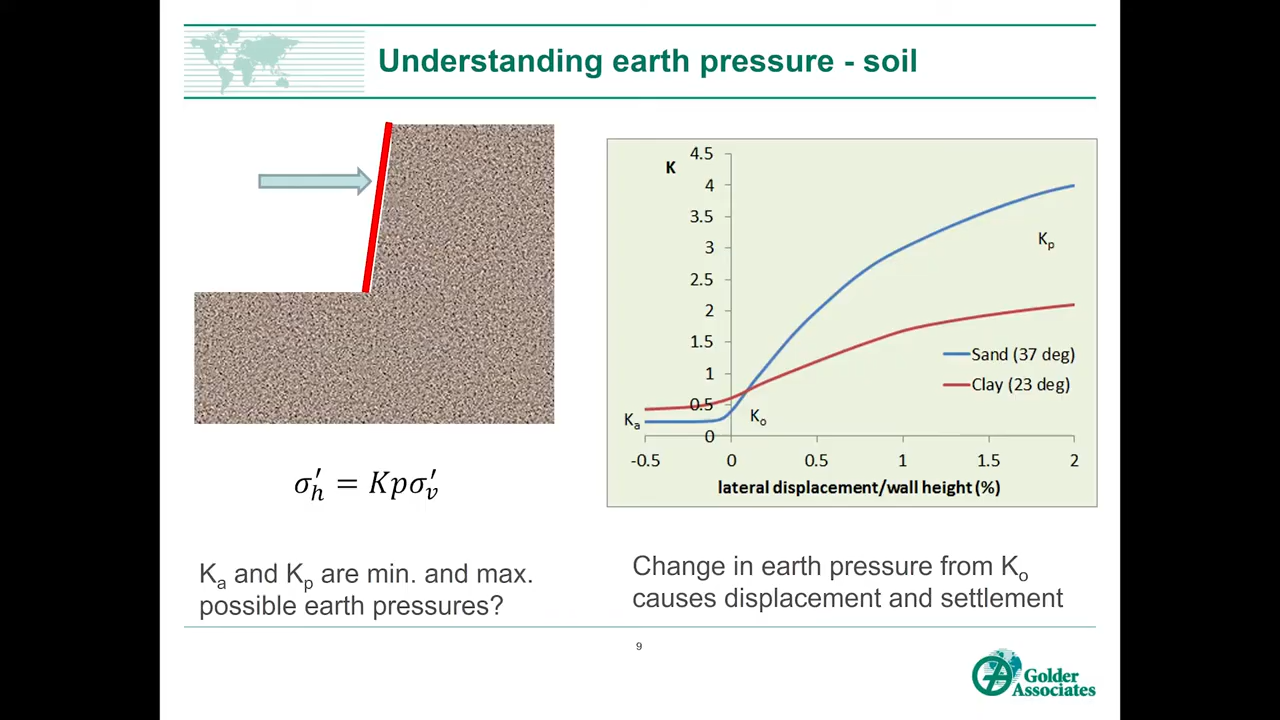 Understanding earth pressure - soil
K
4.5
4
3.5
3
2.5
2
1.5
1
0.5
0
Kp
Sand (37 deg)
Clay (23 deg)
Ka
Ko
-0.5 0 0.5 1 1.5 2
lateral displacement/wall height (%)
σ′h = Kpσ′v
Ka and Kp are min. and max.
possible earth pressures?
Change in earth pressure from Ko
causes displacement and settlement
9
Golder
Associates